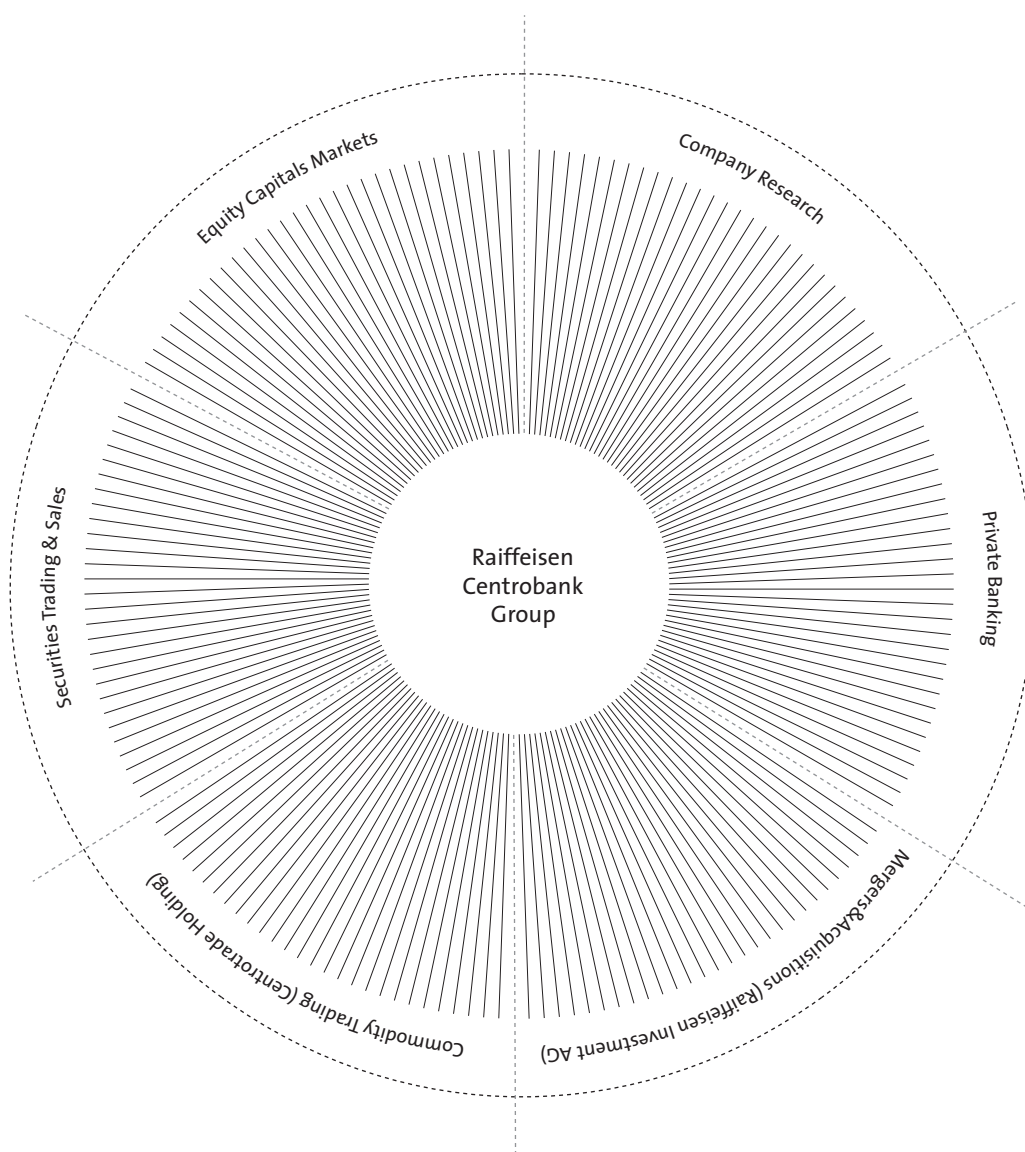 Equity Capitals Markets
Company Research
Securities Trading & Sales
Raiffeisen
Centrobank
Group
Private Banking
Commodity Trading (Centrotrade Holding)
Mergers&Acquisitions (Raiffeisen Investment AG)